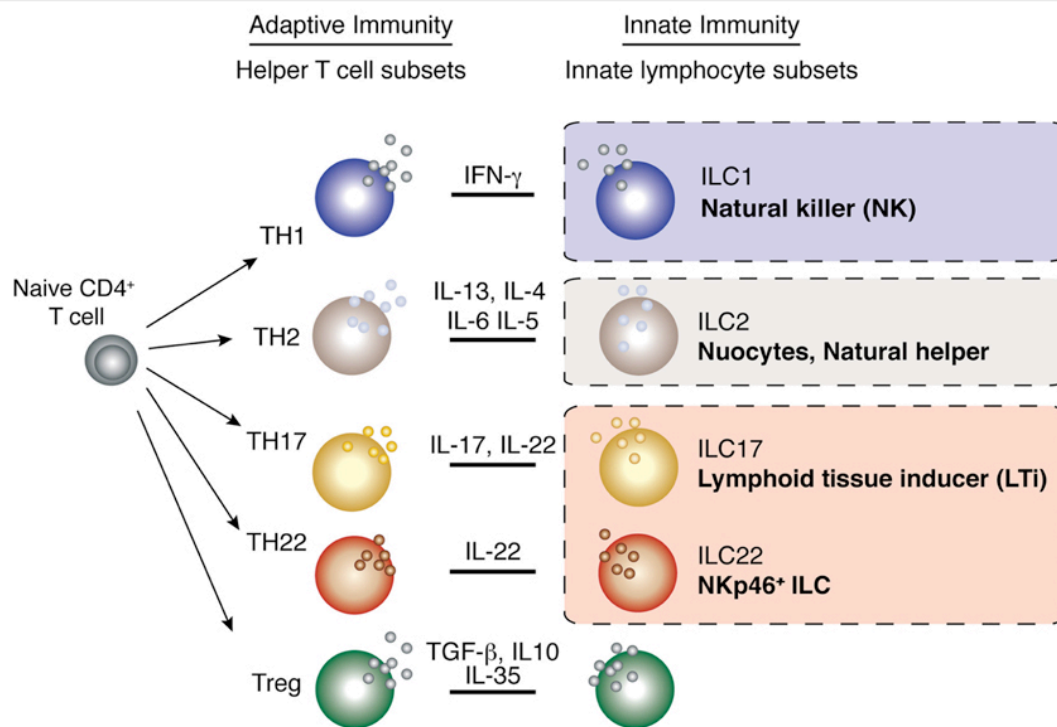 Adaptive Immunity
Innate Immunity
Helper T cell subsets
Innate lymphocyte subsets
Naive CD4⁺
T cell
TH1
IFN-γ
ILC1
Natural killer (NK)
TH2
IL-13, IL-4
IL-6 IL-5
ILC2
Nuocytes, Natural helper
TH17
IL-17, IL-22
ILC17
Lymphoid tissue inducer (LTi)
TH22
IL-22
ILC22
NKp46⁺ ILC
Treg
TGF-β, IL10
IL-35